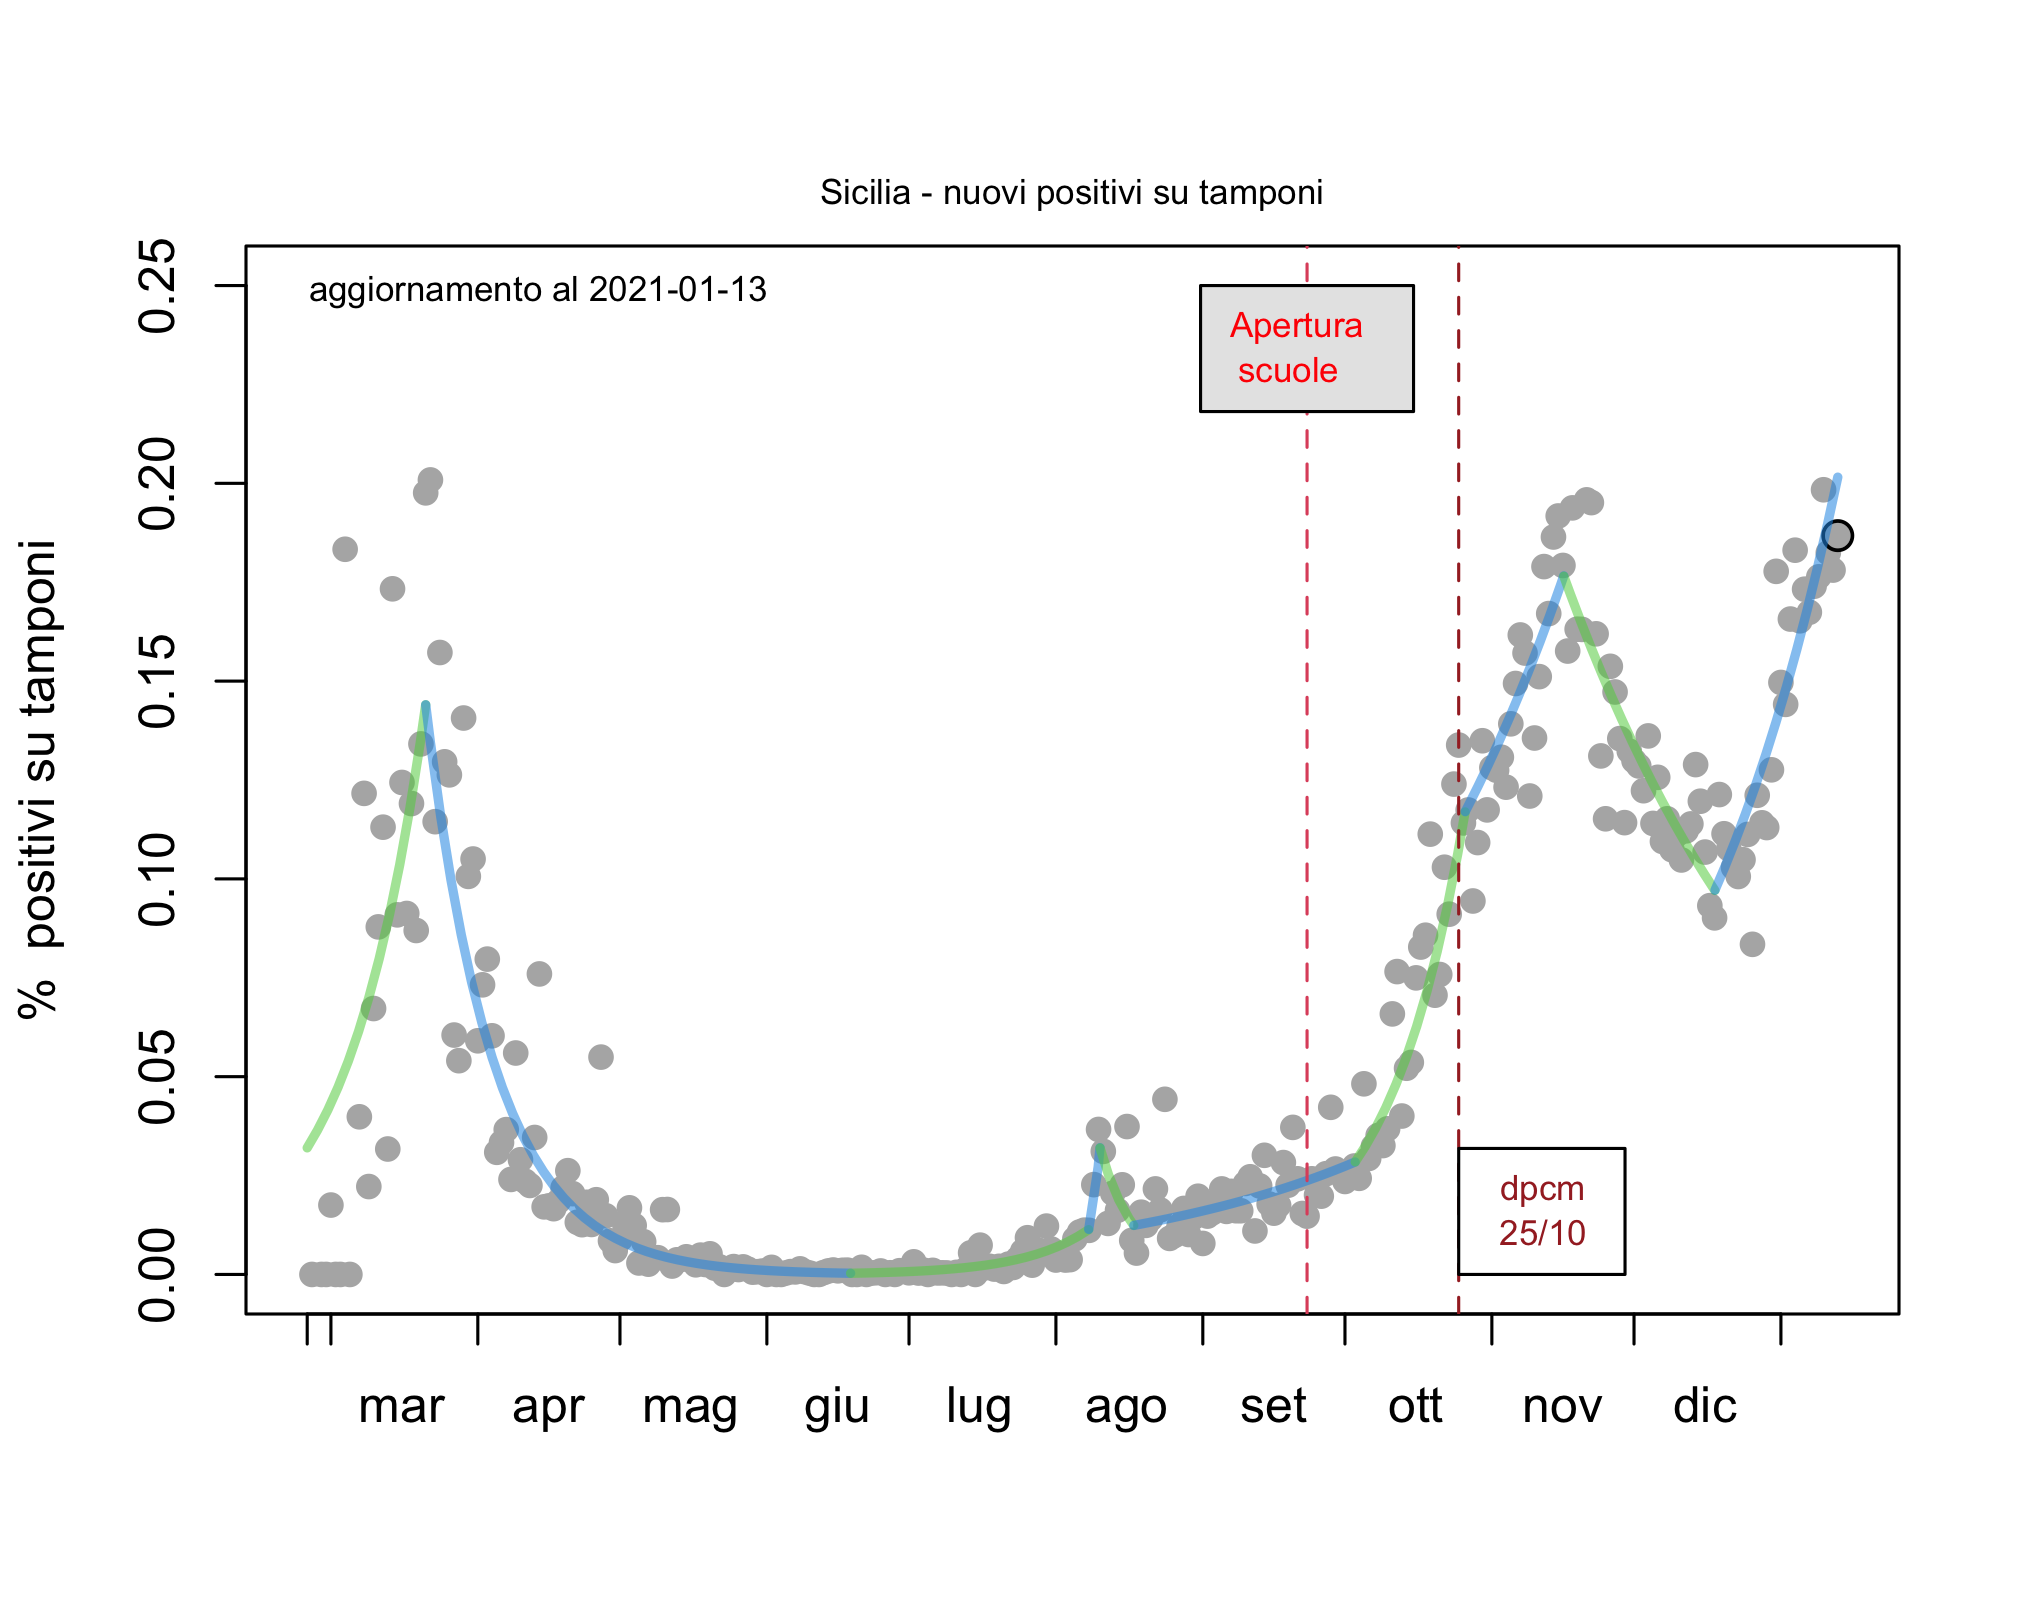 Sicilia - nuovi positivi su tamponi
aggiornamento al 2021-01-13
Apertura
scuole
dpcm
25/10
% positivi su tamponi
0.25
0.20
0.15
0.10
0.05
0.00
mar apr mag giu lug ago set ott nov dic